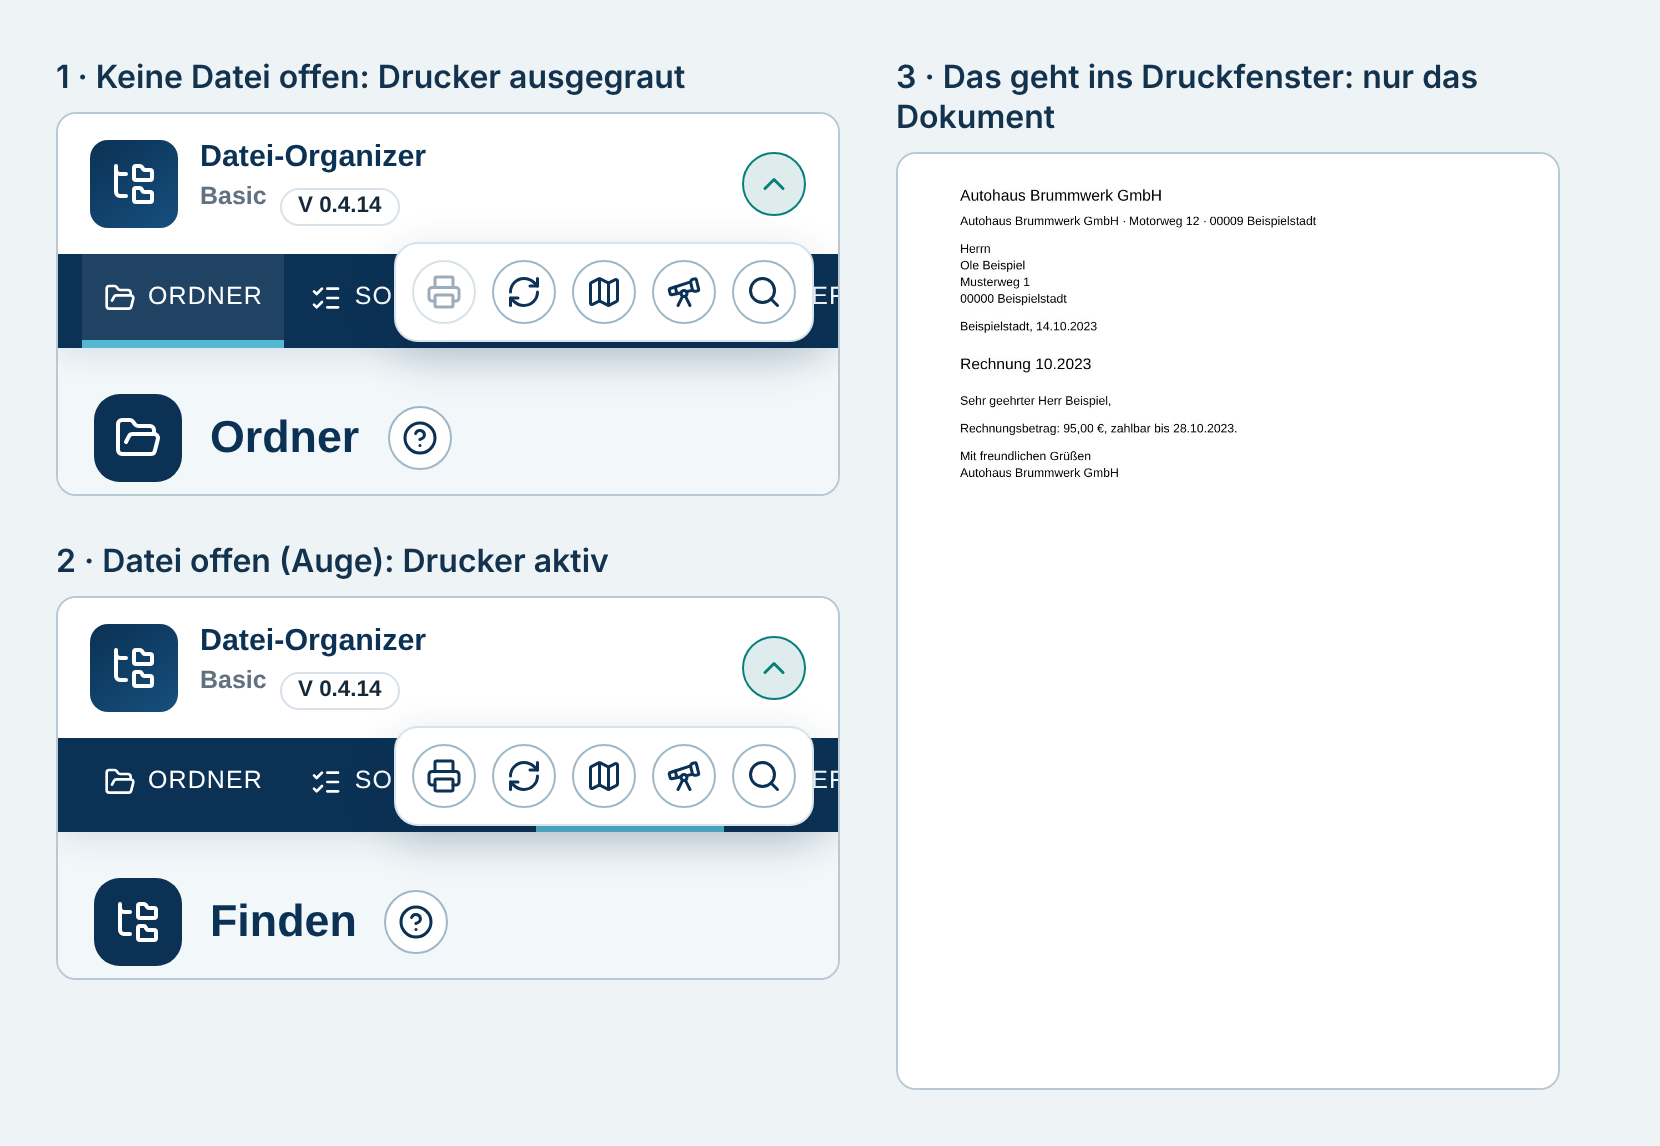 1 · Keine Datei offen: Drucker ausgegraut
Datei-Organizer
Basic V 0.4.14
ORDNER SO ER
Ordner
2 · Datei offen (Auge): Drucker aktiv
Datei-Organizer
Basic V 0.4.14
ORDNER SO ER
Finden
3 · Das geht ins Druckfenster: nur das
Dokument
Autohaus Brummwerk GmbH
Autohaus Brummwerk GmbH · Motorweg 12 · 00009 Beispielstadt
Herrn
Ole Beispiel
Musterweg 1
00000 Beispielstadt
Beispielstadt, 14.10.2023
Rechnung 10.2023
Sehr geehrter Herr Beispiel,
Rechnungsbetrag: 95,00 €, zahlbar bis 28.10.2023.
Mit freundlichen Grüßen
Autohaus Brummwerk GmbH